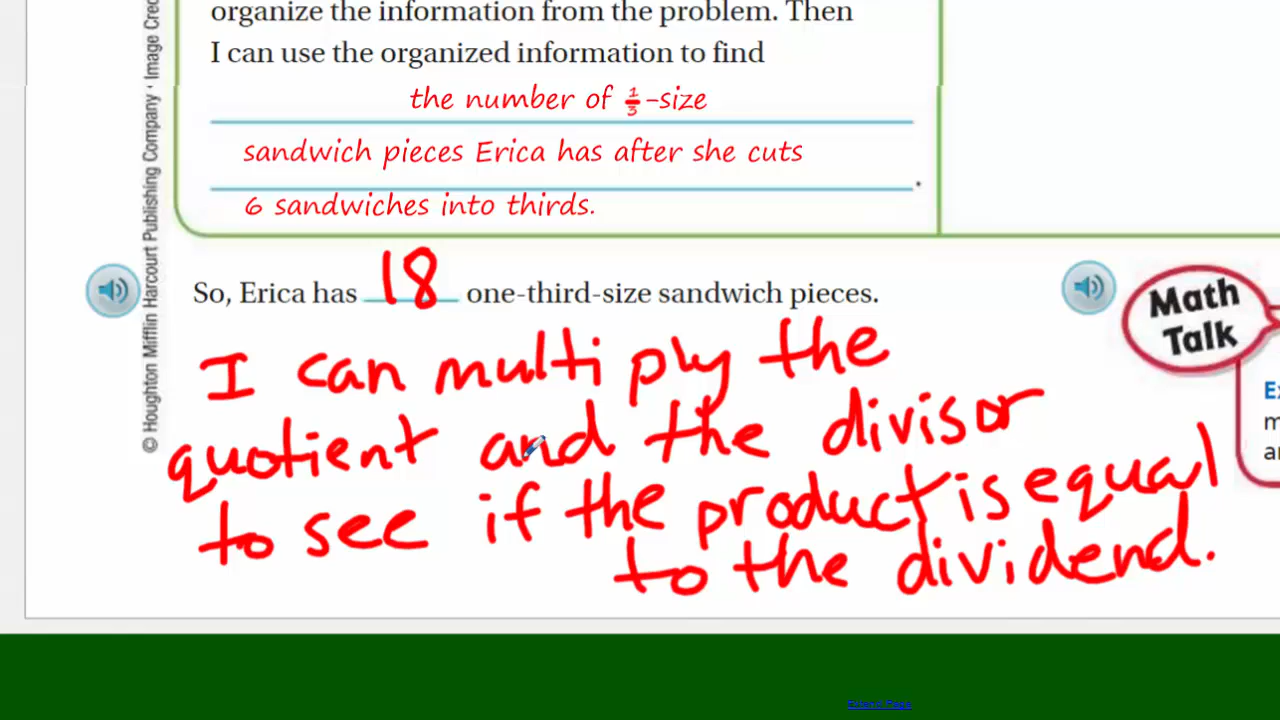 organize the information from the problem. Then
I can use the organized information to find
the number of 1/3-size
sandwich pieces Erica has after she cuts
.
6 sandwiches into thirds.
So, Erica has 18 one-third-size sandwich pieces.
I can multiply the
quotient and the divisor
to see if the product is equal
to the dividend.
© Houghton Mifflin Harcourt Publishing Company • Image
Math
Talk
Extend Page